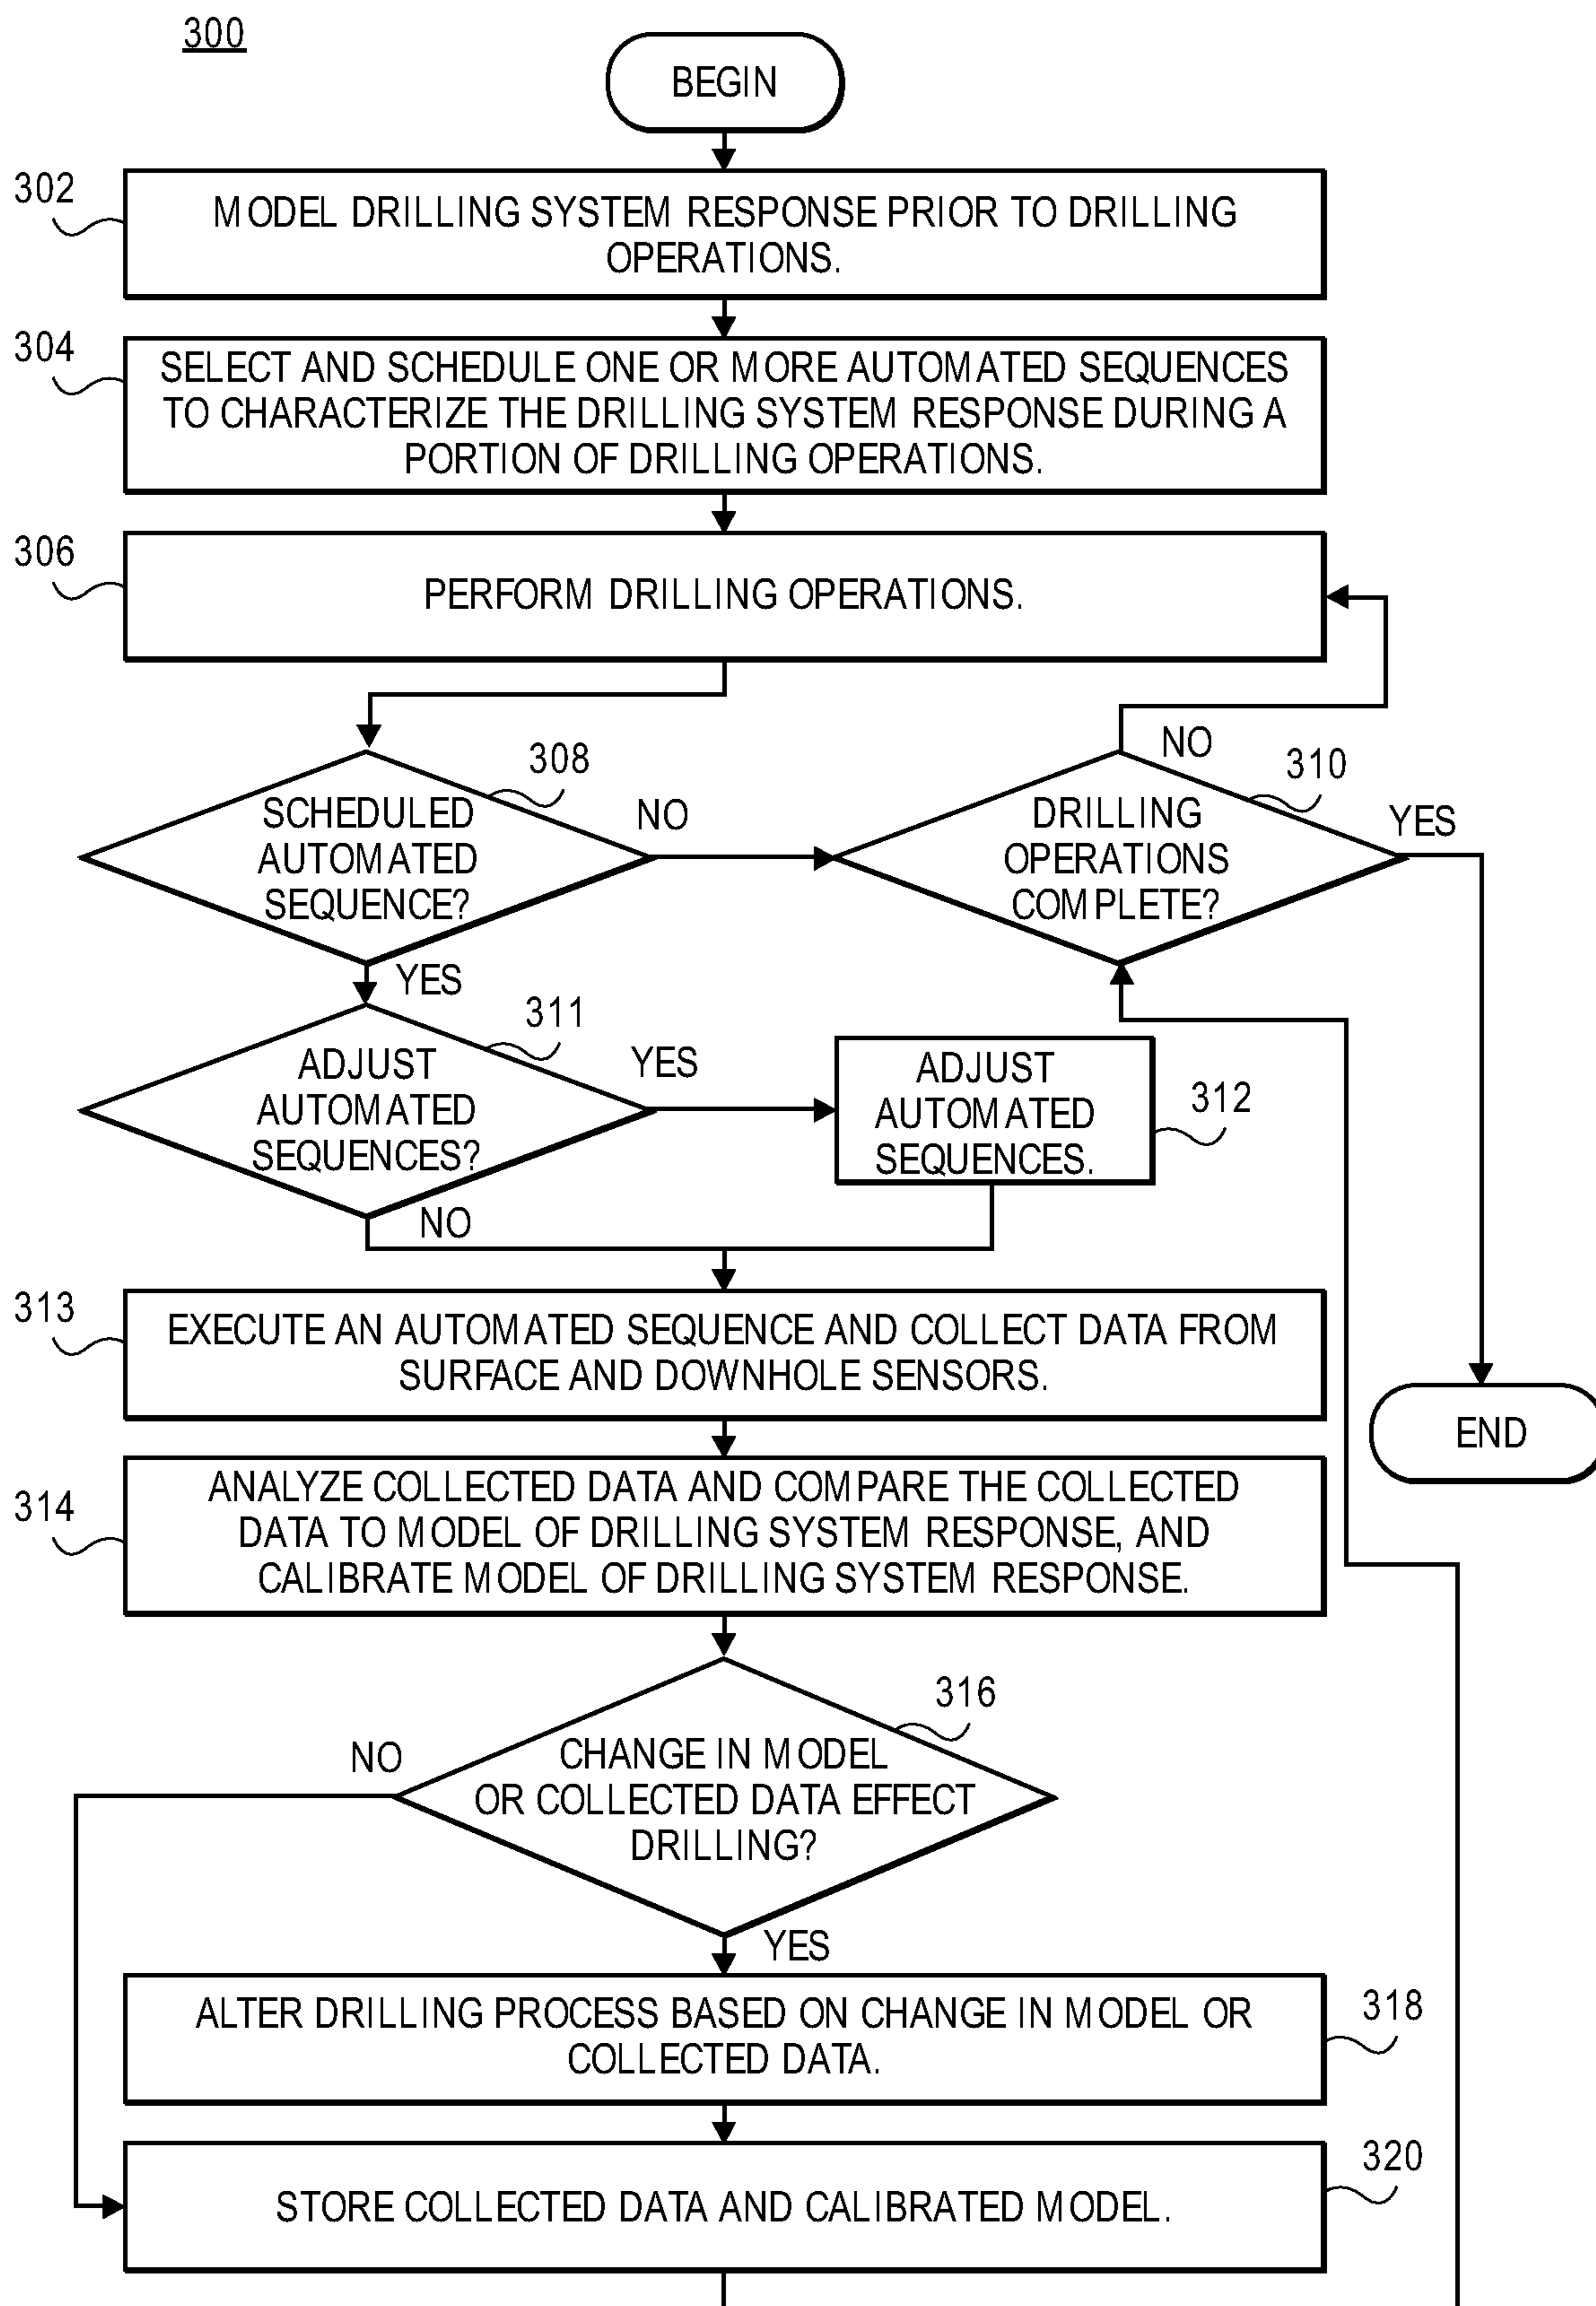 300
BEGIN
302
MODEL DRILLING SYSTEM RESPONSE PRIOR TO DRILLING
OPERATIONS.
304
SELECT AND SCHEDULE ONE OR MORE AUTOMATED SEQUENCES
TO CHARACTERIZE THE DRILLING SYSTEM RESPONSE DURING A
PORTION OF DRILLING OPERATIONS.
306
PERFORM DRILLING OPERATIONS.
308
SCHEDULED
AUTOMATED
SEQUENCE?
NO
YES
310
DRILLING
OPERATIONS
COMPLETE?
NO
YES
311
ADJUST
AUTOMATED
SEQUENCES?
YES
NO
312
ADJUST
AUTOMATED
SEQUENCES.
313
EXECUTE AN AUTOMATED SEQUENCE AND COLLECT DATA FROM
SURFACE AND DOWNHOLE SENSORS.
END
314
ANALYZE COLLECTED DATA AND COMPARE THE COLLECTED
DATA TO MODEL OF DRILLING SYSTEM RESPONSE, AND
CALIBRATE MODEL OF DRILLING SYSTEM RESPONSE.
316
CHANGE IN MODEL
OR COLLECTED DATA EFFECT
DRILLING?
NO
YES
318
ALTER DRILLING PROCESS BASED ON CHANGE IN MODEL OR
COLLECTED DATA.
320
STORE COLLECTED DATA AND CALIBRATED MODEL.